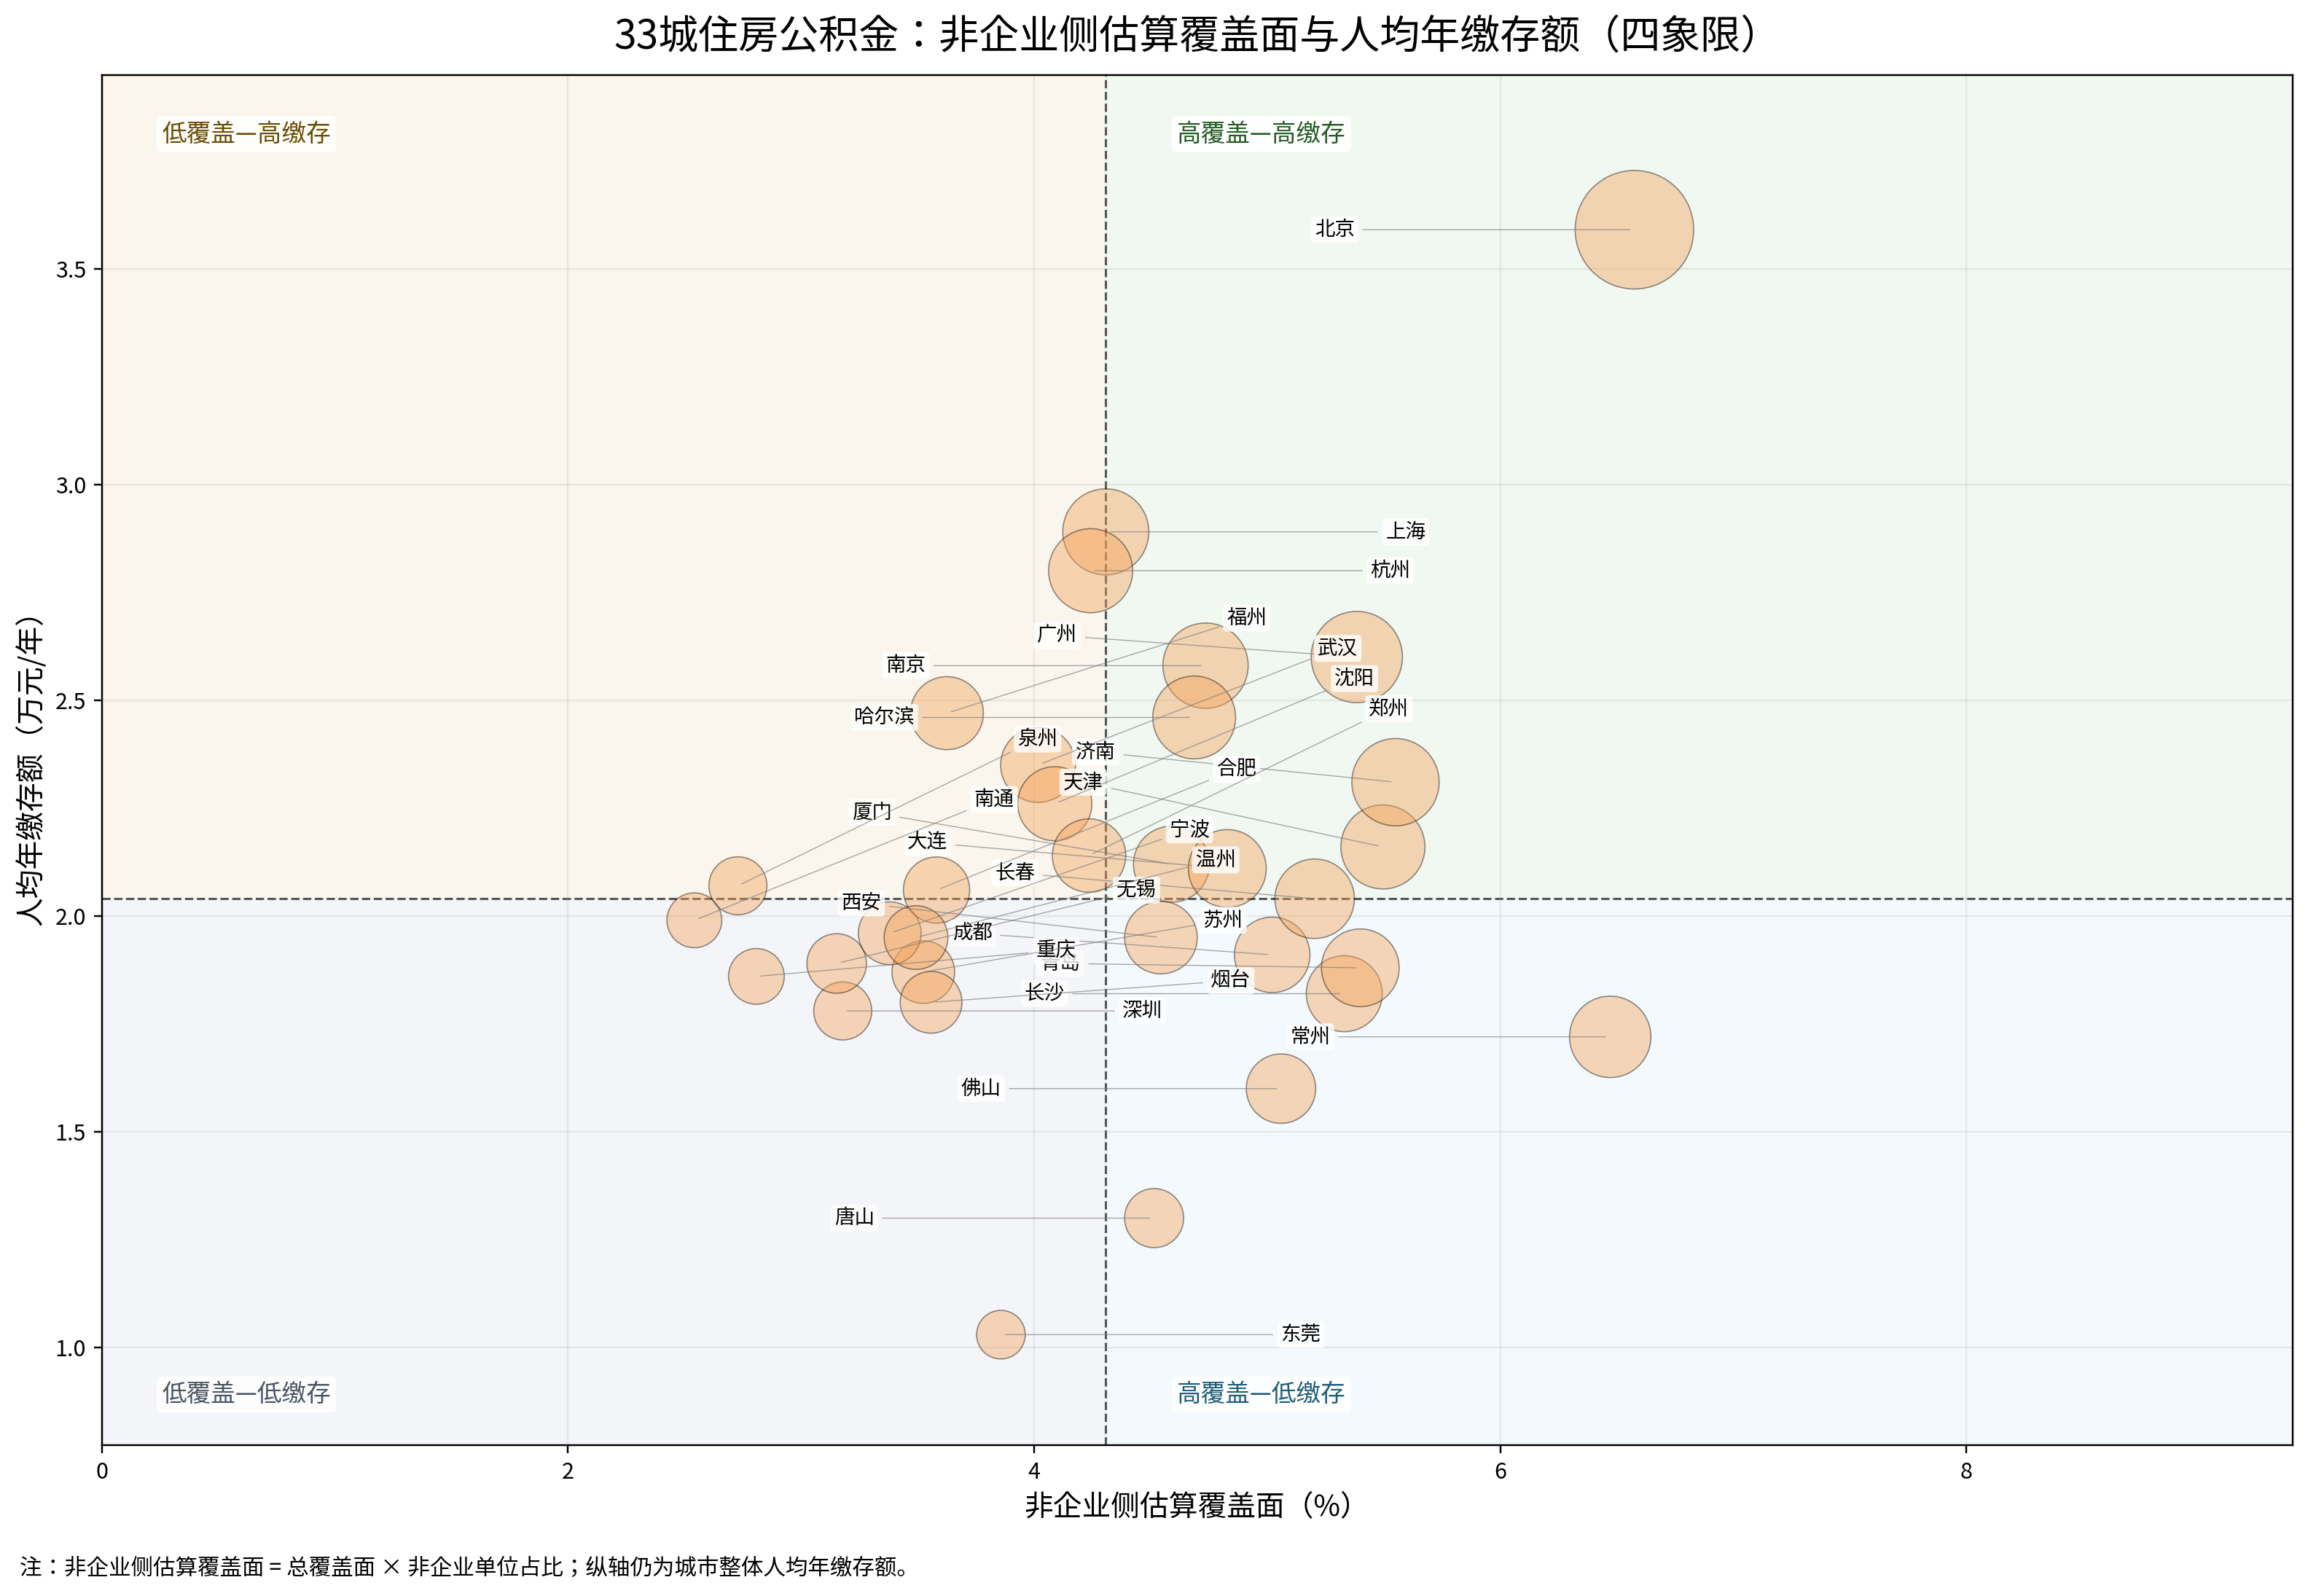 33城住房公积金：非企业侧估算覆盖面与人均年缴存额（四象限）
低覆盖—高缴存
高覆盖—高缴存
北京
3.5
3.0
上海
杭州
福州
广州
武汉
南京
沈阳
2.5
郑州
哈尔滨
泉州
济南
合肥
天津
南通
厦门
宁波
大连
温州
长春
无锡
西安
2.0
苏州
成都
重庆
青岛
烟台
长沙
深圳
常州
佛山
1.5
唐山
东莞
1.0
低覆盖—低缴存
高覆盖—低缴存
人均年缴存额（万元/年）
0
2
4
6
8
非企业侧估算覆盖面（%）
注：非企业侧估算覆盖面 = 总覆盖面 × 非企业单位占比；纵轴仍为城市整体人均年缴存额。